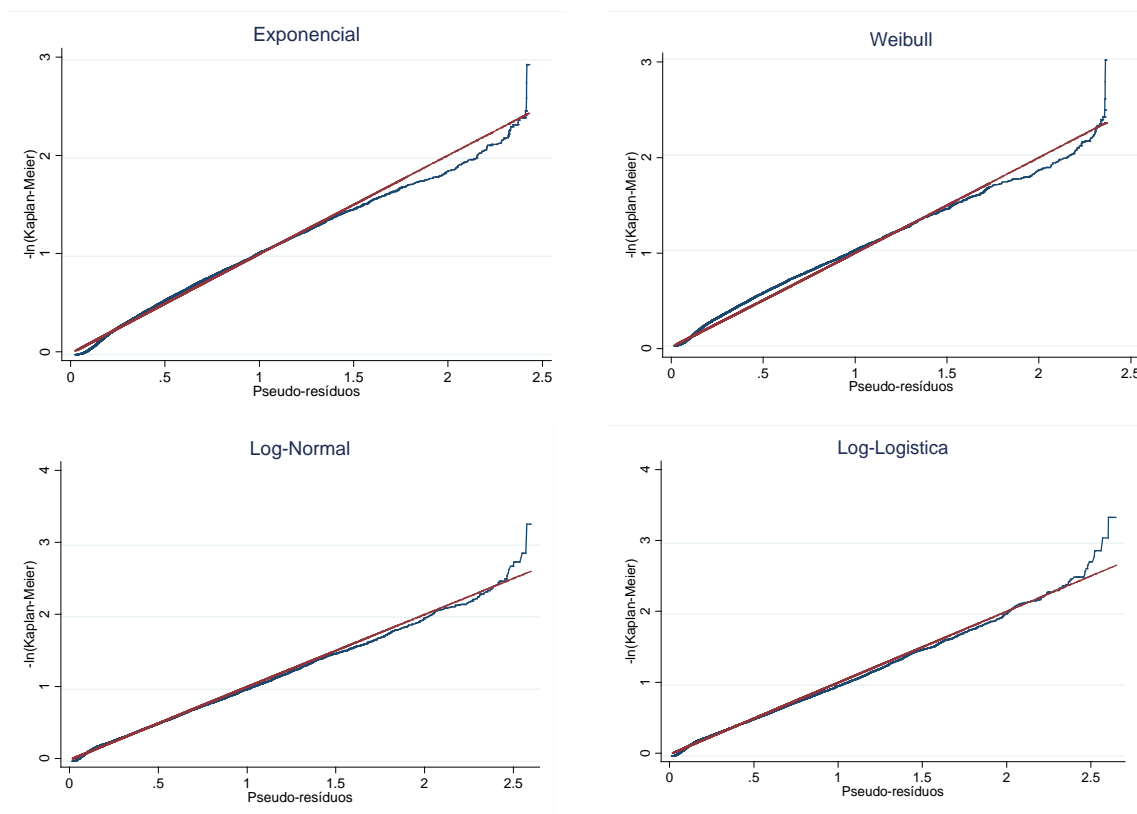 Exponencial
-ln(Kaplan-Meier)
3
2
1
0
0 .5 1 1.5 2 2.5
Pseudo-resíduos
Weibull
-ln(Kaplan-Meier)
3
2
1
0
0 .5 1 1.5 2 2.5
Pseudo-resíduos
Log-Normal
-ln(Kaplan-Meier)
4
3
2
1
0
0 .5 1 1.5 2 2.5
Pseudo-resíduos
Log-Logistica
-ln(Kaplan-Meier)
4
3
2
1
0
0 .5 1 1.5 2 2.5
Pseudo-resíduos